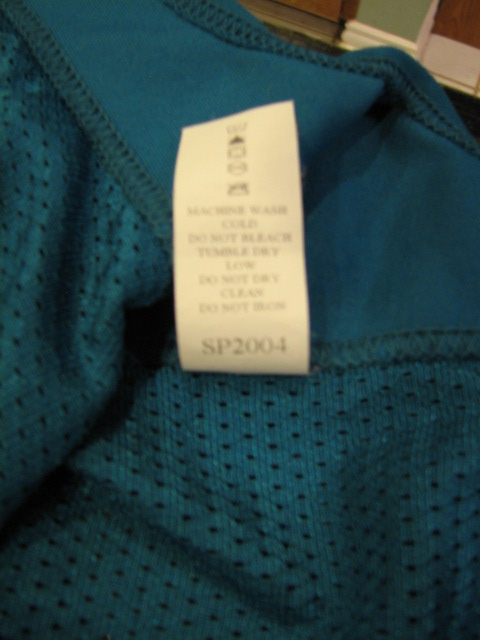 MACHINE WASH
COLD
DO NOT BLEACH
TUMBLE DRY
LOW
DO NOT DRY
CLEAN
DO NOT IRON
SP2004